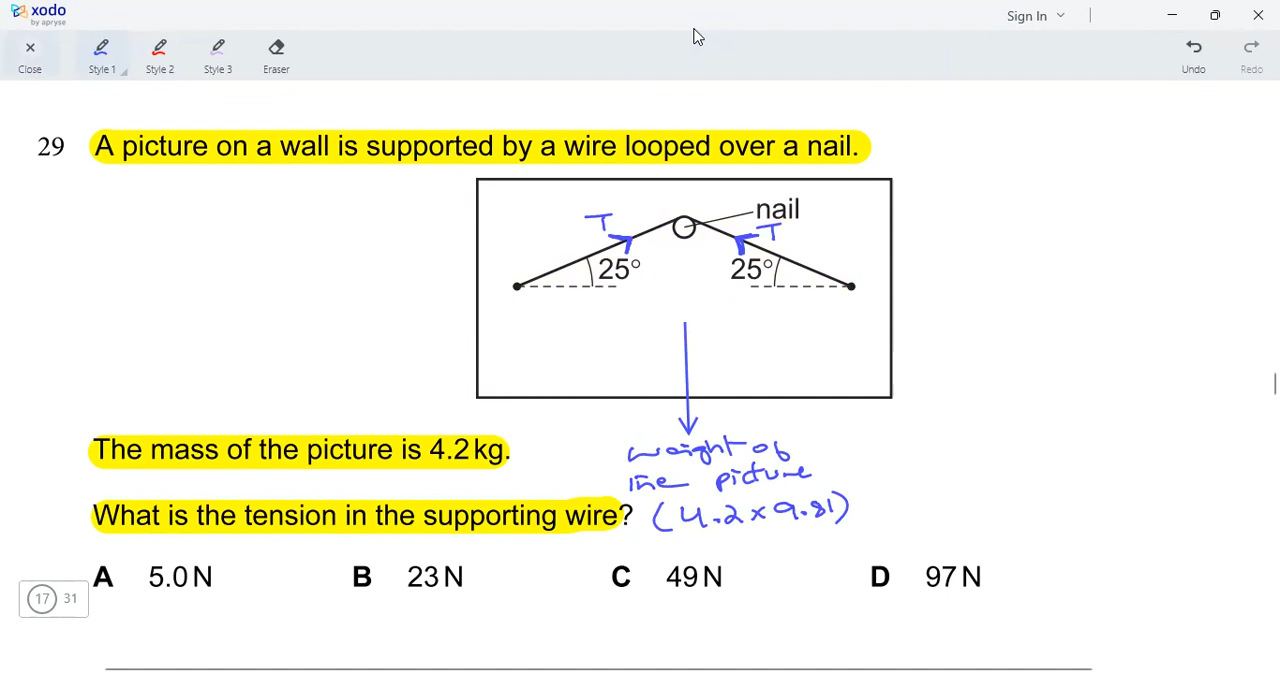 xodo
by apryse
Sign In
Close
Style 1
Style 2
Style 3
Eraser
Undo
Redo
29 A picture on a wall is supported by a wire looped over a nail.
nail
T
T
25°
25°
The mass of the picture is 4.2 kg.
weight of
the picture
What is the tension in the supporting wire?
(4.2 × 9.81)
A 5.0 N B 23 N C 49 N D 97 N
17 31